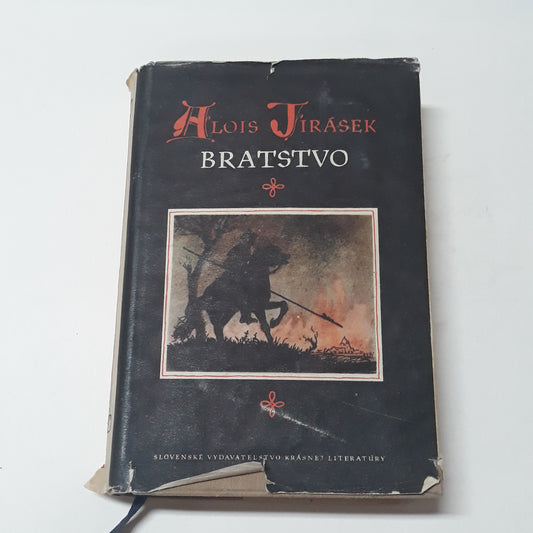 ALOIS JIRÁSEK
BRATSTVO
SLOVENSKÉ VYDAVATEĽSTVO KRÁSNEJ LITERATÚRY